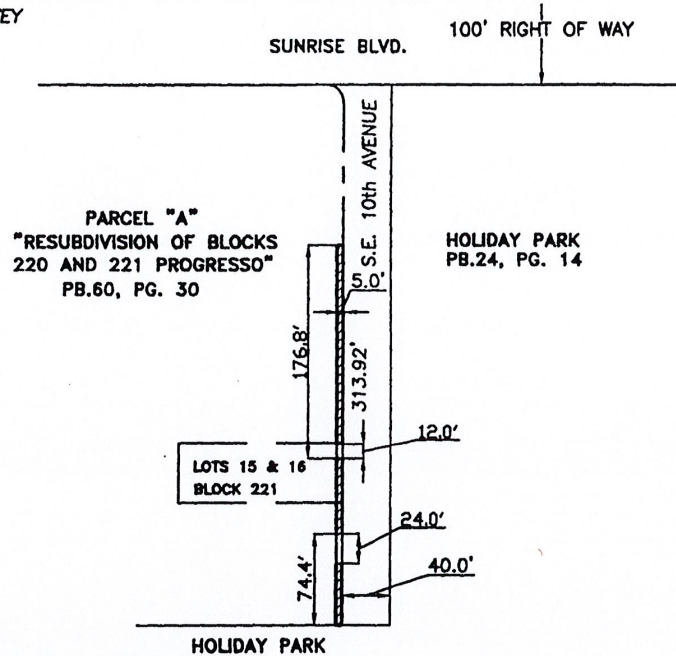 SUNRISE BLVD.
100' RIGHT OF WAY
S.E. 10th AVENUE
PARCEL "A"
"RESUBDIVISION OF BLOCKS
220 AND 221 PROGRESSO"
PB.60, PG. 30
HOLIDAY PARK
PB.24, PG. 14
5.0'
176.8'
313.92'
12.0'
LOTS 15 & 16
BLOCK 221
24.0'
74.4'
40.0'
HOLIDAY PARK